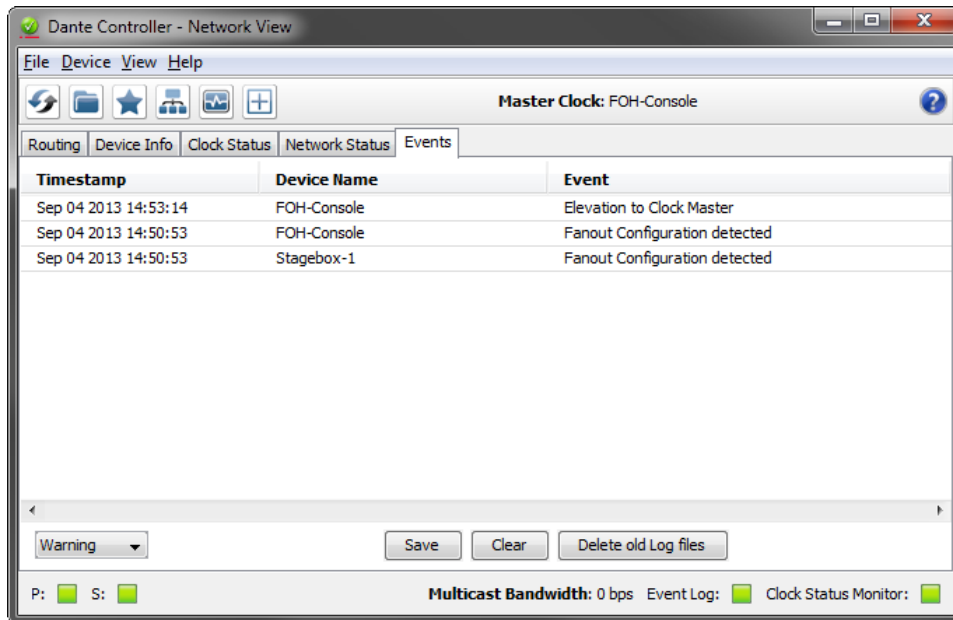 Dante Controller - Network View
File Device View Help
Master Clock: FOH-Console
Routing Device Info Clock Status Network Status Events
Timestamp Device Name Event
Sep 04 2013 14:53:14 FOH-Console Elevation to Clock Master
Sep 04 2013 14:50:53 FOH-Console Fanout Configuration detected
Sep 04 2013 14:50:53 Stagebox-1 Fanout Configuration detected
Warning Save Clear Delete old Log files
P: S: Multicast Bandwidth: 0 bps Event Log: Clock Status Monitor: